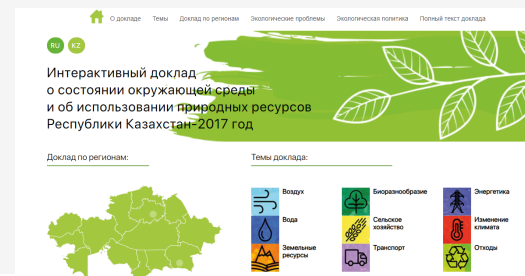 О докладе Темы Доклад по регионам Экологические проблемы Экологическая политика Полный текст доклада
RU KZ
Интерактивный доклад
о состоянии окружающей среды
и об использовании природных ресурсов
Республики Казахстан-2017 год
Доклад по регионам:
Темы доклада:
Воздух
Биоразнообразие
Энергетика
Вода
Сельское
хозяйство
Изменение
климата
Земельные
ресурсы
Транспорт
Отходы